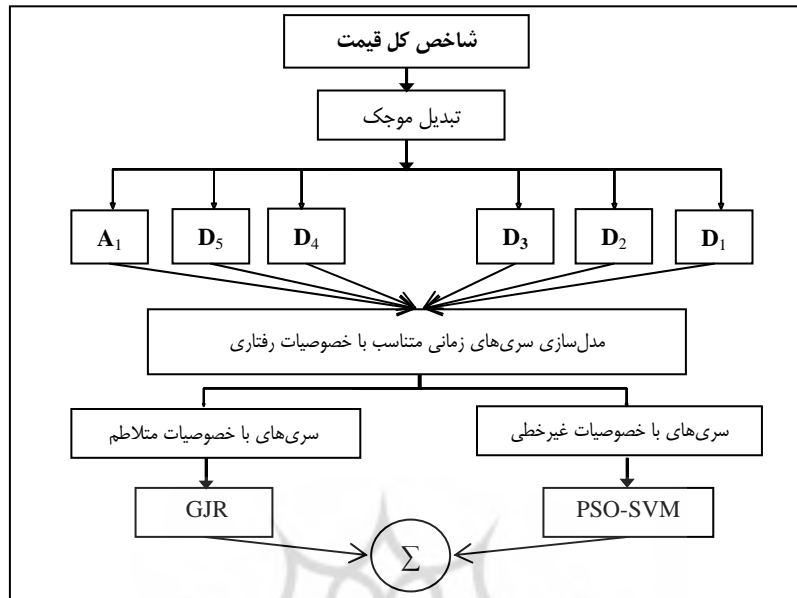 شاخص کل قیمت
تبدیل موجک
D1
D2
D3
D4
D5
A1
مدل‌سازی سری‌های زمانی متناسب با خصوصیات رفتاری
سری‌های با خصوصیات غیرخطی
سری‌های با خصوصیات متلاطم
PSO-SVM
GJR
∑